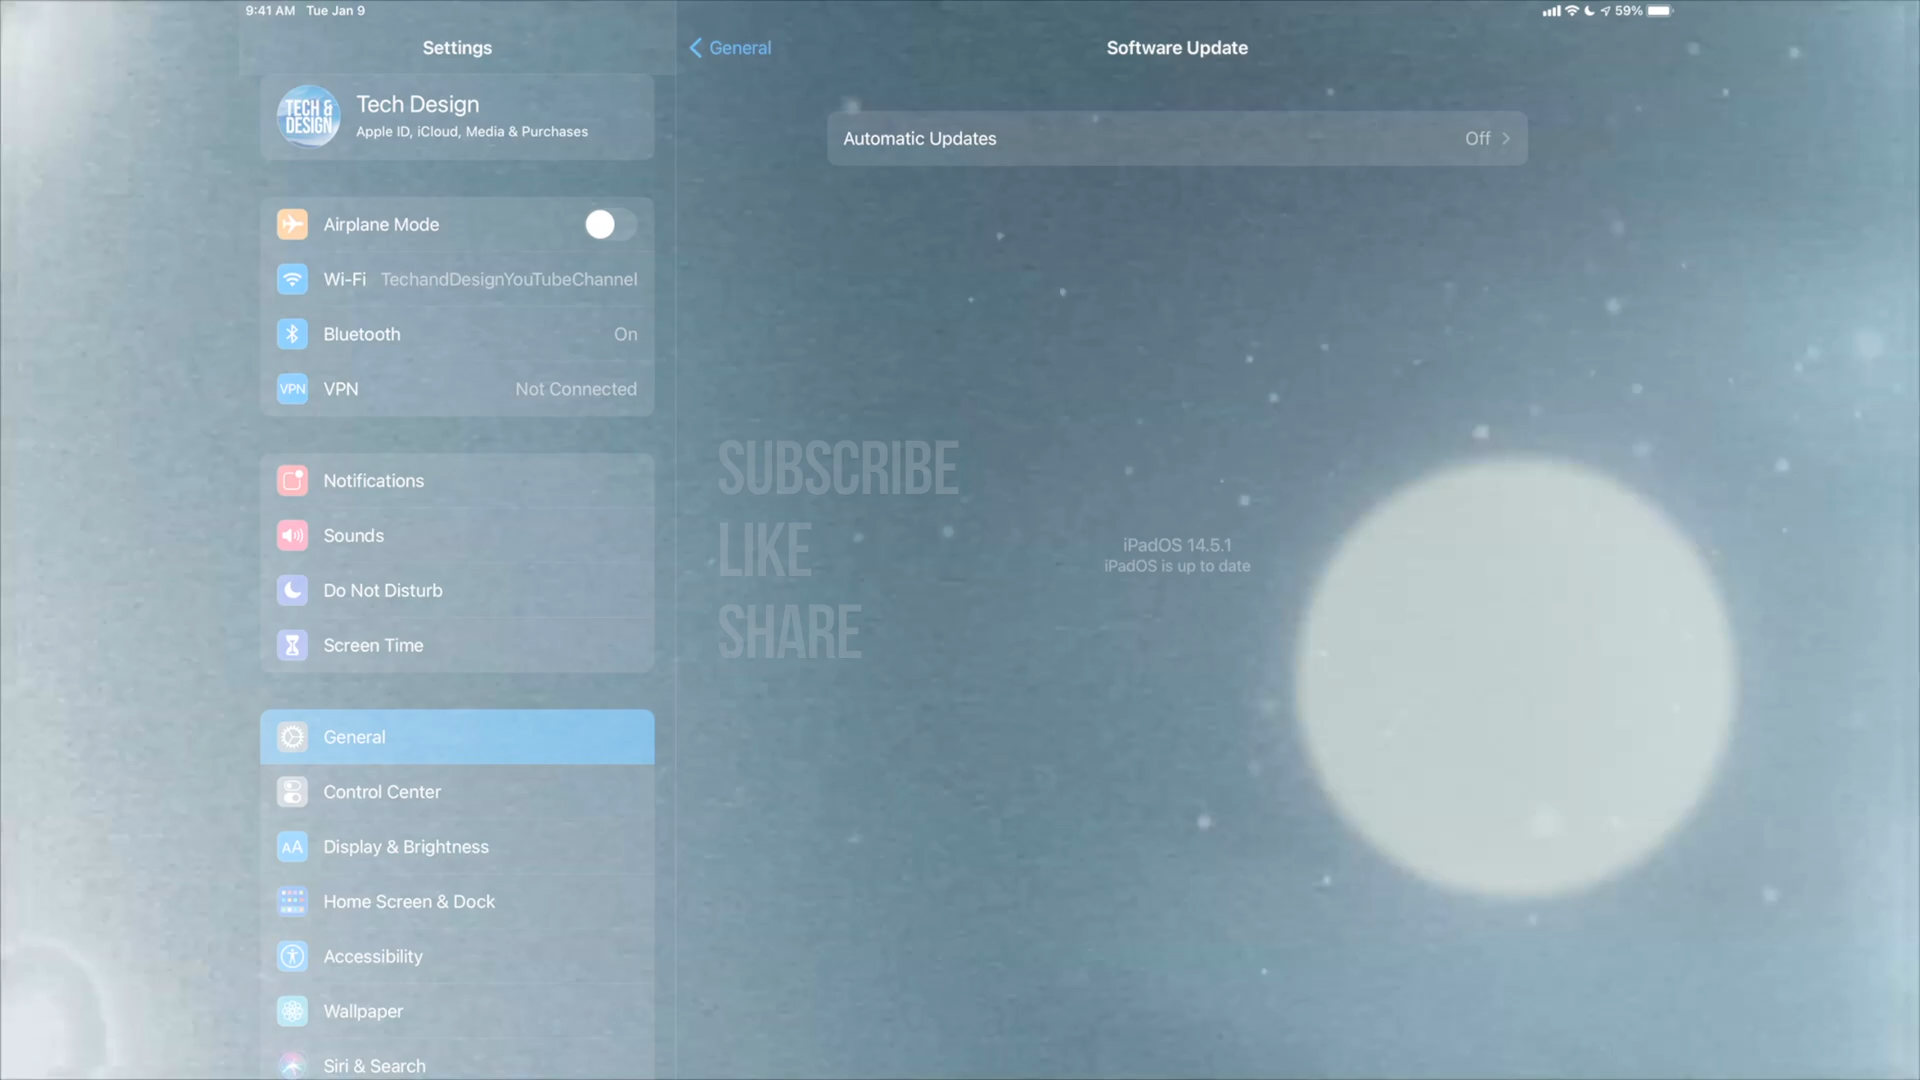 9:41 AM Tue Jan 9
59%
Settings
TECH &
DESIGN
Tech Design
Apple ID, iCloud, Media & Purchases
Airplane Mode
Wi-Fi TechandDesignYouTubeChannel
Bluetooth On
VPN VPN Not Connected
Notifications
Sounds
Do Not Disturb
Screen Time
General
Control Center
AA Display & Brightness
Home Screen & Dock
Accessibility
Wallpaper
Siri & Search
General
Software Update
Automatic Updates Off
SUBSCRIBE
LIKE
SHARE
iPadOS 14.5.1
iPadOS is up to date